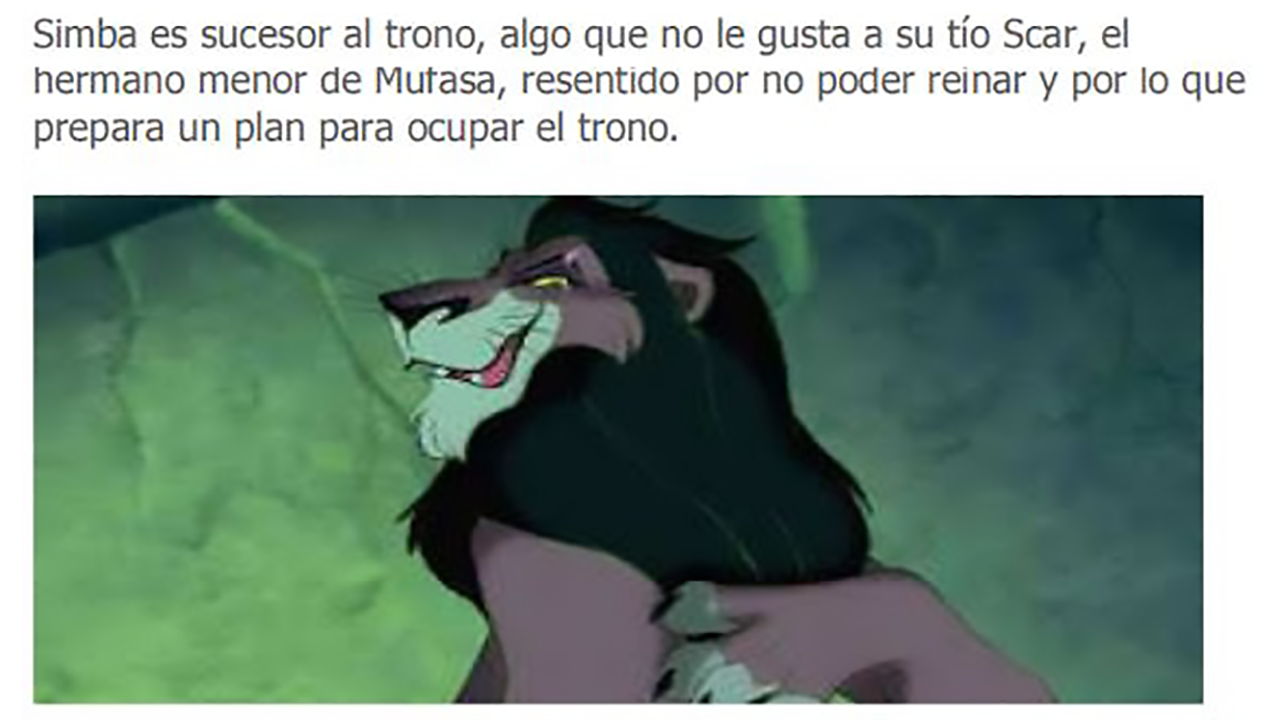 Simba es sucesor al trono, algo que no le gusta a su tío Scar, el
hermano menor de Mufasa, resentido por no poder reinar y por lo que
prepara un plan para ocupar el trono.